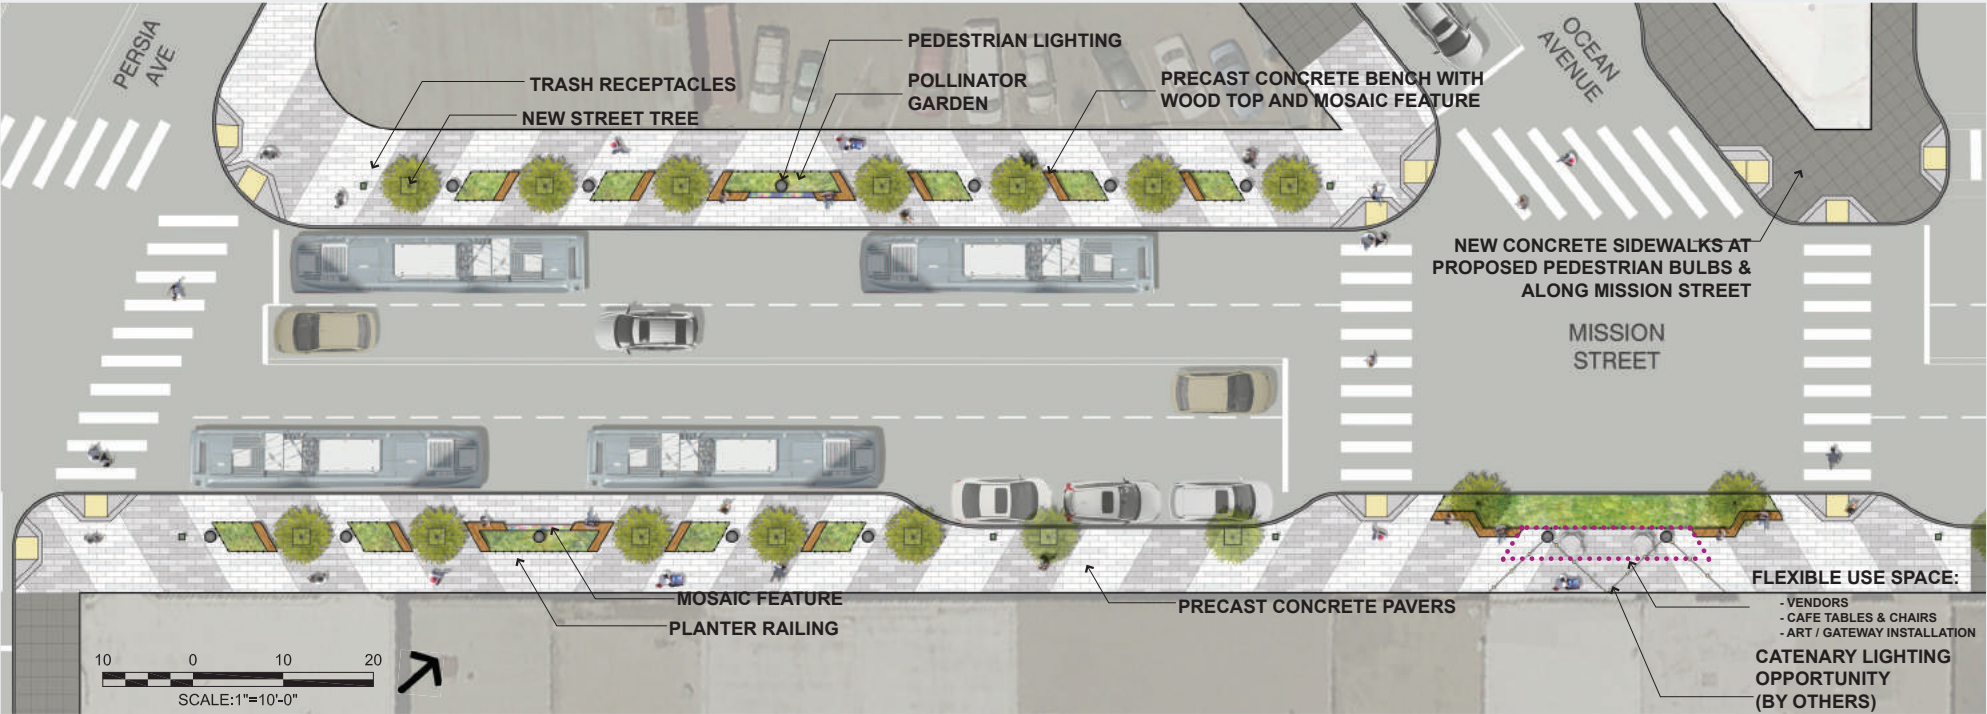 PERSIA
AVE
TRASH RECEPTACLES
NEW STREET TREE
PEDESTRIAN LIGHTING
POLLINATOR
GARDEN
PRECAST CONCRETE BENCH WITH
WOOD TOP AND MOSAIC FEATURE
OCEAN
AVENUE
NEW CONCRETE SIDEWALKS AT
PROPOSED PEDESTRIAN BULBS &
ALONG MISSION STREET
MISSION
STREET
MOSAIC FEATURE
PLANTER RAILING
PRECAST CONCRETE PAVERS
FLEXIBLE USE SPACE:
- VENDORS
- CAFE TABLES & CHAIRS
- ART / GATEWAY INSTALLATION
CATENARY LIGHTING
OPPORTUNITY
(BY OTHERS)
10 0 10 20
SCALE:1"=10'-0"